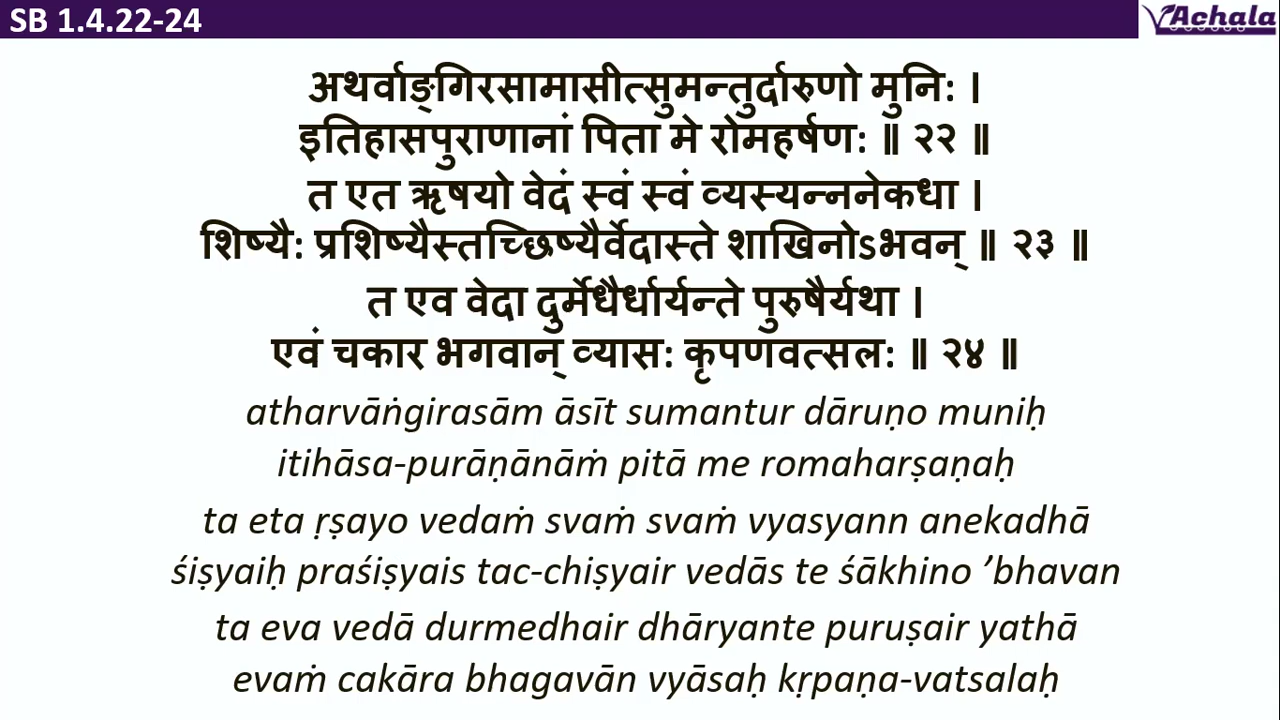 SB 1.4.22-24
Achala
अथर्वाङ्गिरसामासीत्सुमन्तुर्दारुणो मुनि: ।
इतिहासपुराणानां पिता मे रोमहर्षण: ॥ २२ ॥
त एत ऋषयो वेदं स्वं स्वं व्यस्यन्ननेकधा ।
शिष्यै: प्रशिष्यैस्तच्छिष्यैर्वेदास्ते शाखिनोऽभवन् ॥ २३ ॥
त एव वेदा दुर्मेधैर्धार्यन्ते पुरुषैर्यथा ।
एवं चकार भगवान् व्यास: कृपणवत्सल: ॥ २४ ॥
atharvāṅgirasām āsīt sumantur dāruṇo muniḥ
itihāsa-purāṇānāṁ pitā me romaharṣaṇaḥ
ta eta ṛṣayo vedaṁ svaṁ svaṁ vyasyann anekadhā
śiṣyaiḥ praśiṣyais tac-chiṣyair vedās te śākhino ’bhavan
ta eva vedā durmedhair dhāryante puruṣair yathā
evaṁ cakāra bhagavān vyāsaḥ kṛpaṇa-vatsalaḥ